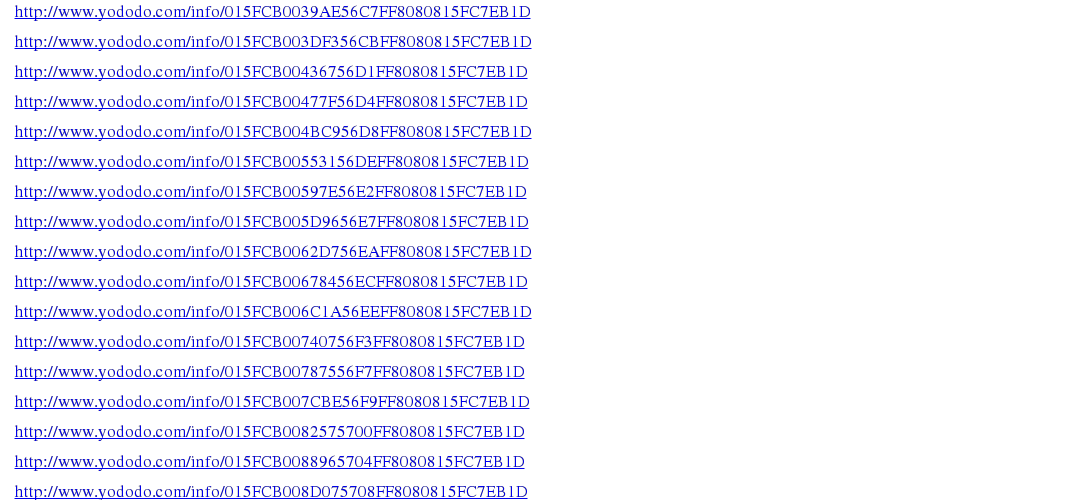 http://www.yododo.com/info/015FCB0039AE56C7FF8080815FC7EB1D
http://www.yododo.com/info/015FCB003DF356CBFF8080815FC7EB1D
http://www.yododo.com/info/015FCB00436756D1FF8080815FC7EB1D
http://www.yododo.com/info/015FCB00477F56D4FF8080815FC7EB1D
http://www.yododo.com/info/015FCB004BC956D8FF8080815FC7EB1D
http://www.yododo.com/info/015FCB00553156DEFF8080815FC7EB1D
http://www.yododo.com/info/015FCB00597E56E2FF8080815FC7EB1D
http://www.yododo.com/info/015FCB005D9656E7FF8080815FC7EB1D
http://www.yododo.com/info/015FCB0062D756EAFF8080815FC7EB1D
http://www.yododo.com/info/015FCB00678456ECFF8080815FC7EB1D
http://www.yododo.com/info/015FCB006C1A56EEFF8080815FC7EB1D
http://www.yododo.com/info/015FCB00740756F3FF8080815FC7EB1D
http://www.yododo.com/info/015FCB00787556F7FF8080815FC7EB1D
http://www.yododo.com/info/015FCB007CBE56F9FF8080815FC7EB1D
http://www.yododo.com/info/015FCB0082575700FF8080815FC7EB1D
http://www.yododo.com/info/015FCB0088965704FF8080815FC7EB1D
http://www.yododo.com/info/015FCB008D075708FF8080815FC7EB1D